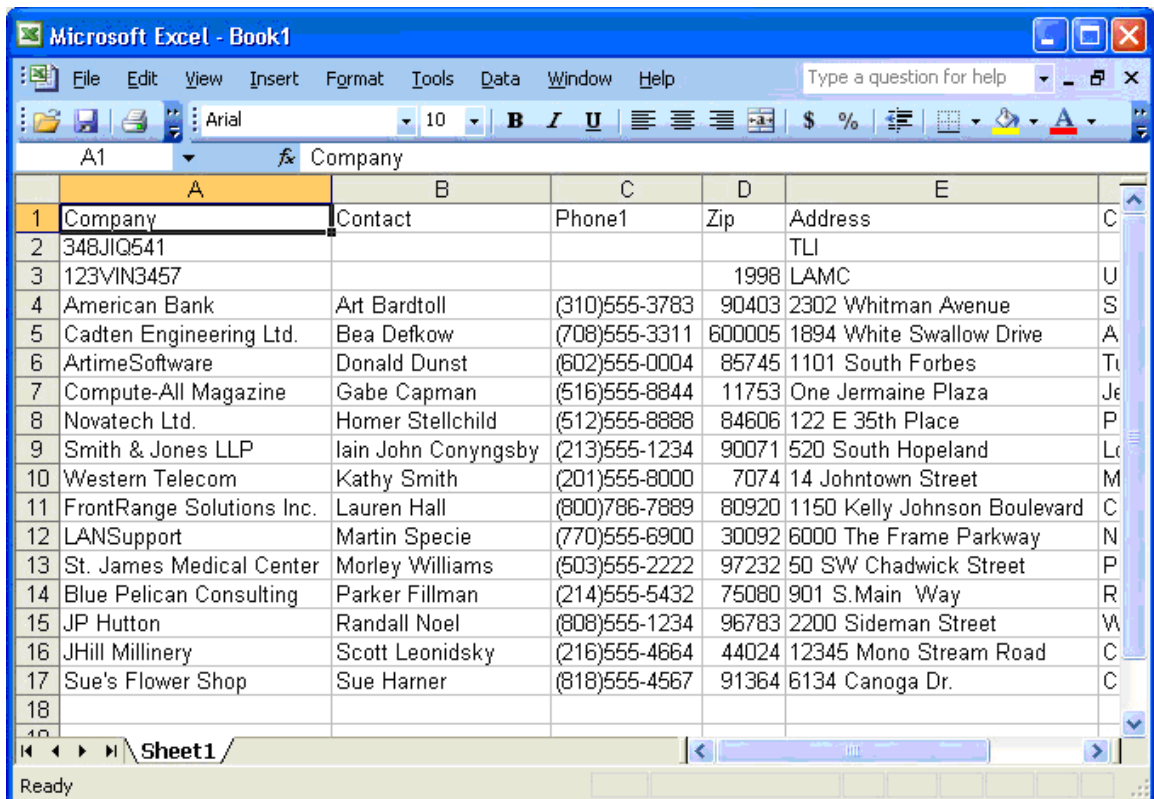 Microsoft Excel - Book1
File Edit View Insert Format Tools Data Window Help Type a question for help
Arial 10 B I U $ % A
A1 fx Company
A B C D E
1 Company Contact Phone1 Zip Address C
2 348JIQ541 TLI
3 123VIN3457 1998 LAMC U
4 American Bank Art Bardtoll (310)555-3783 90403 2302 Whitman Avenue S
5 Cadten Engineering Ltd. Bea Defkow (708)555-3311 600005 1894 White Swallow Drive A
6 ArtimeSoftware Donald Dunst (602)555-0004 85745 1101 South Forbes Tu
7 Compute-All Magazine Gabe Capman (516)555-8844 11753 One Jermaine Plaza Je
8 Novatech Ltd. Homer Stellchild (512)555-8888 84606 122 E 35th Place P
9 Smith & Jones LLP Iain John Conyngsby (213)555-1234 90071 520 South Hopeland Lo
10 Western Telecom Kathy Smith (201)555-8000 7074 14 Johntown Street M
11 FrontRange Solutions Inc. Lauren Hall (800)786-7889 80920 1150 Kelly Johnson Boulevard C
12 LANSupport Martin Specie (770)555-6900 30092 6000 The Frame Parkway N
13 St. James Medical Center Morley Williams (503)555-2222 97232 50 SW Chadwick Street P
14 Blue Pelican Consulting Parker Fillman (214)555-5432 75080 901 S.Main Way R
15 JP Hutton Randall Noel (808)555-1234 96783 2200 Sideman Street W
16 JHill Millinery Scott Leonidsky (216)555-4664 44024 12345 Mono Stream Road C
17 Sue's Flower Shop Sue Harner (818)555-4567 91364 6134 Canoga Dr. C
18
Sheet1
Ready